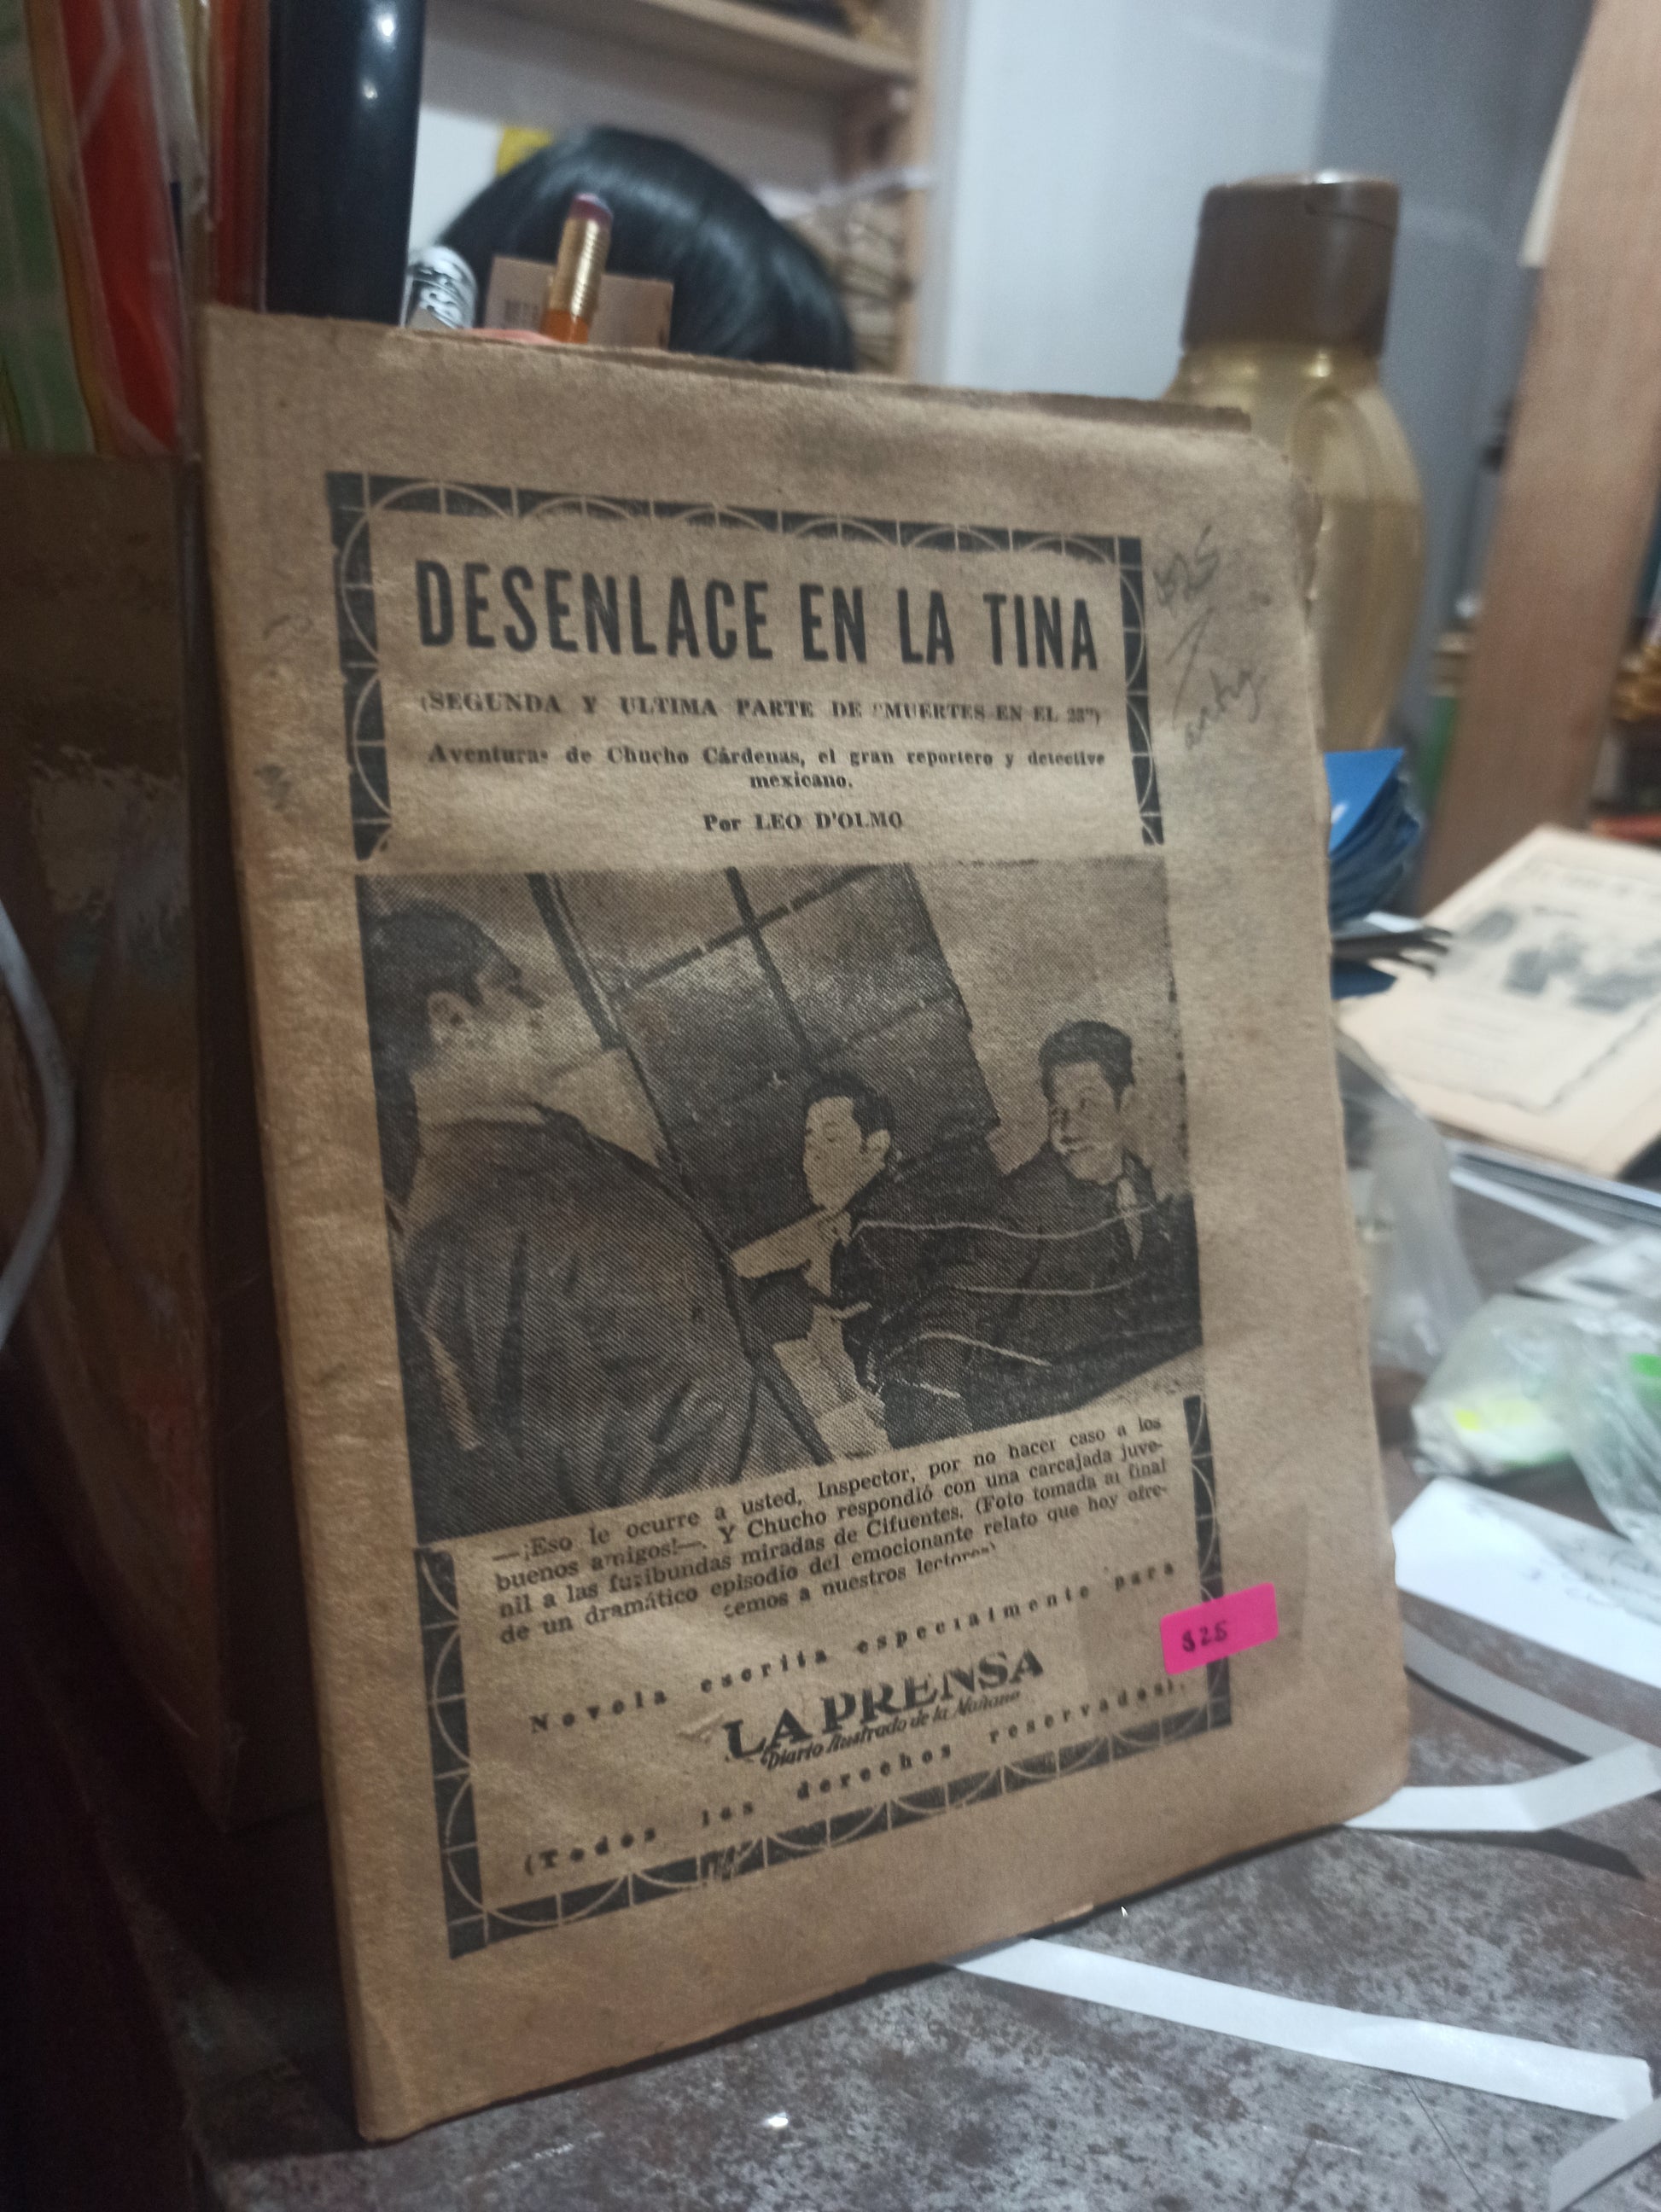 DESENLACE EN LA TINA
(SEGUNDA Y ULTIMA PARTE DE "MUERTES EN EL 23")
Aventuras de Chucho Cárdenas, el gran reportero y detective
mexicano.
Por LEO D'OLMO
—¡Eso le ocurre a usted, Inspector, por no hacer caso a los
buenos amigos!—. Y Chucho respondió con una carcajada juve-
nil a las furibundas miradas de Cifuentes. (Foto tomada al final
de un dramático episodio del emocionante relato que hoy ofre-
cemos a nuestros lectores)
Novela escrita especialmente para
LA PRENSA
Diario Ilustrado de la Mañana
(Todos los derechos reservados).
$25